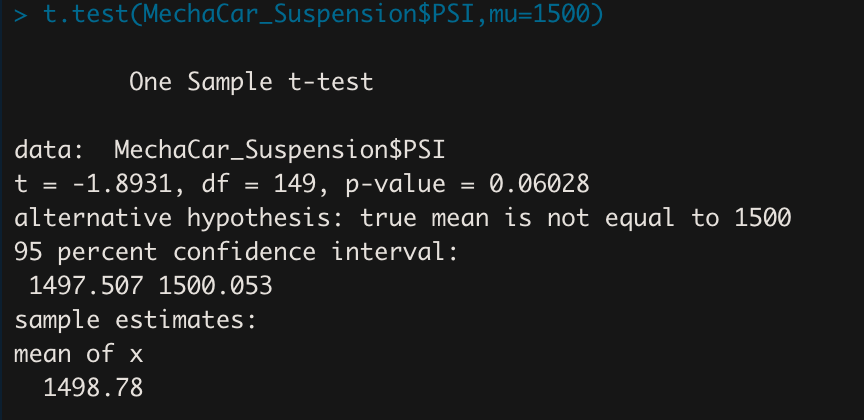 > t.test(MechaCar_Suspension$PSI,mu=1500)
One Sample t-test
data:  MechaCar_Suspension$PSI
t = -1.8931, df = 149, p-value = 0.06028
alternative hypothesis: true mean is not equal to 1500
95 percent confidence interval:
1497.507 1500.053
sample estimates:
mean of x
1498.78